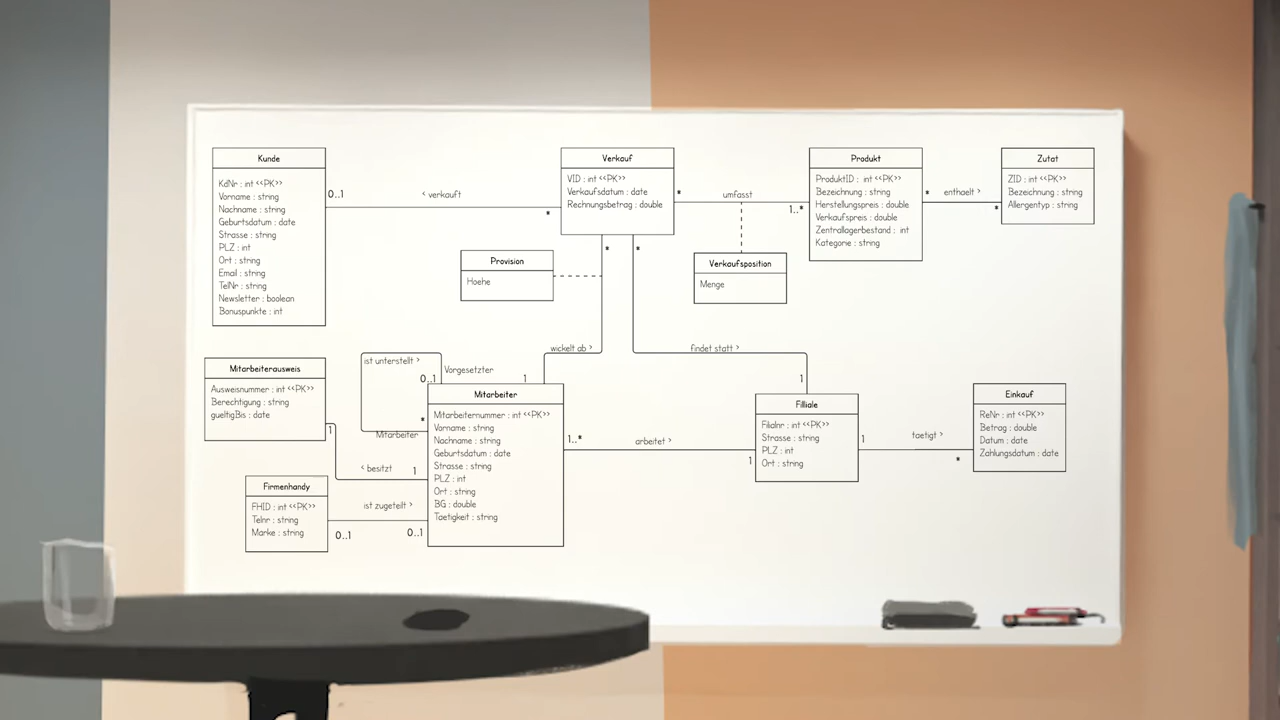 Kunde
KdNr : int <<PK>>
Vorname : string
Nachname : string
Geburtsdatum : date
Strasse : string
PLZ : int
Ort : string
Email : string
TelNr : string
Newsletter : boolean
Bonuspunkte : int
0..1
< verkauft
*
Verkauf
VID : int <<PK>>
Verkaufsdatum : date
Rechnungsbetrag : double
*
umfasst
1..*
Produkt
ProduktID : int <<PK>>
Bezeichnung : string
Herstellungspreis : double
Verkaufspreis : double
Zentrallagerbestand : int
Kategorie : string
*
enthaelt >
*
Zutat
ZID : int <<PK>>
Bezeichnung : string
Allergentyp : string
Provision
Hoehe
*
*
Verkaufsposition
Menge
wickelt ab >
1
findet statt >
1
ist unterstellt >
Vorgesetzter
0..1
*
Mitarbeiter
Mitarbeiterausweis
Ausweisnummer : int <<PK>>
Berechtigung : string
gueltigBis : date
1
< besitzt
1
Mitarbeiter
Mitarbeiternummer : int <<PK>>
Vorname : string
Nachname : string
Geburtsdatum : date
Strasse : string
PLZ : int
Ort : string
BG : double
Taetigkeit : string
1..*
arbeitet >
1
Filliale
Filialnr : int <<PK>>
Strasse : string
PLZ : int
Ort : string
1
taetigt >
*
Einkauf
ReNr : int <<PK>>
Betrag : double
Datum : date
Zahlungsdatum : date
Firmenhandy
FHID : int <<PK>>
Telnr : string
Marke : string
ist zugeteilt >
0..1
0..1